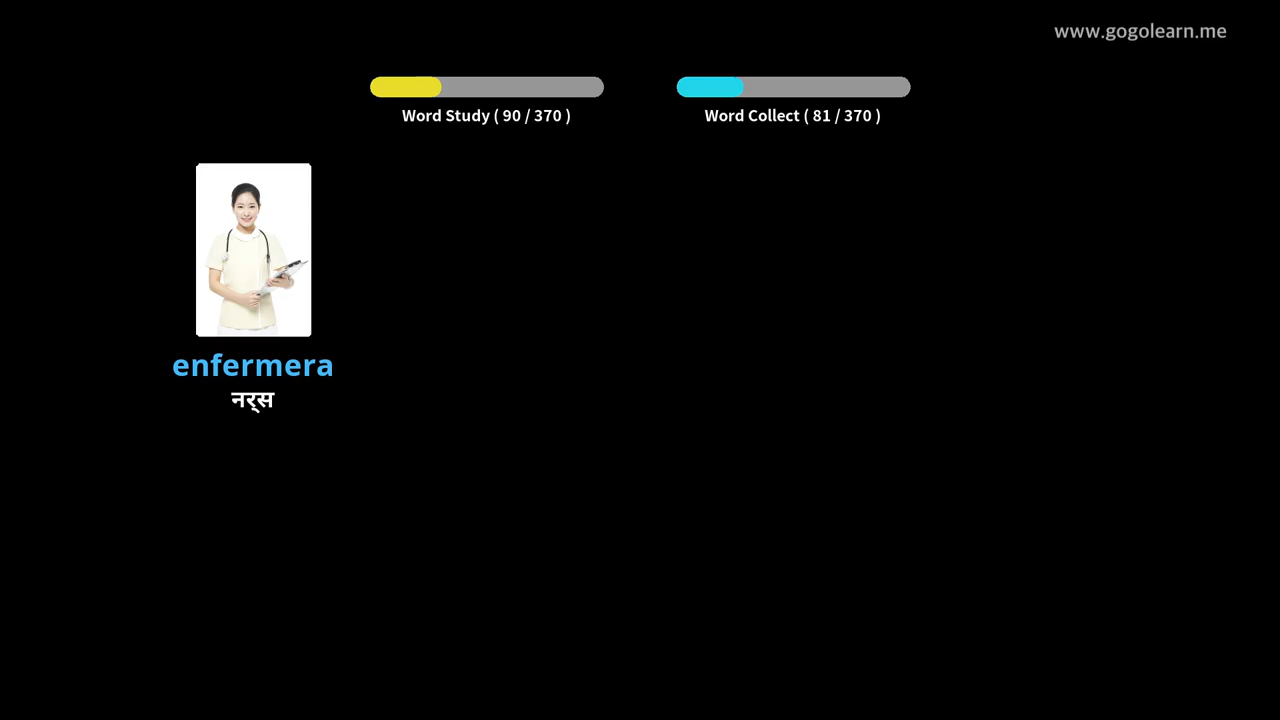 www.gogolearn.me
Word Study ( 90 / 370 )
Word Collect ( 81 / 370 )
enfermera
नर्स